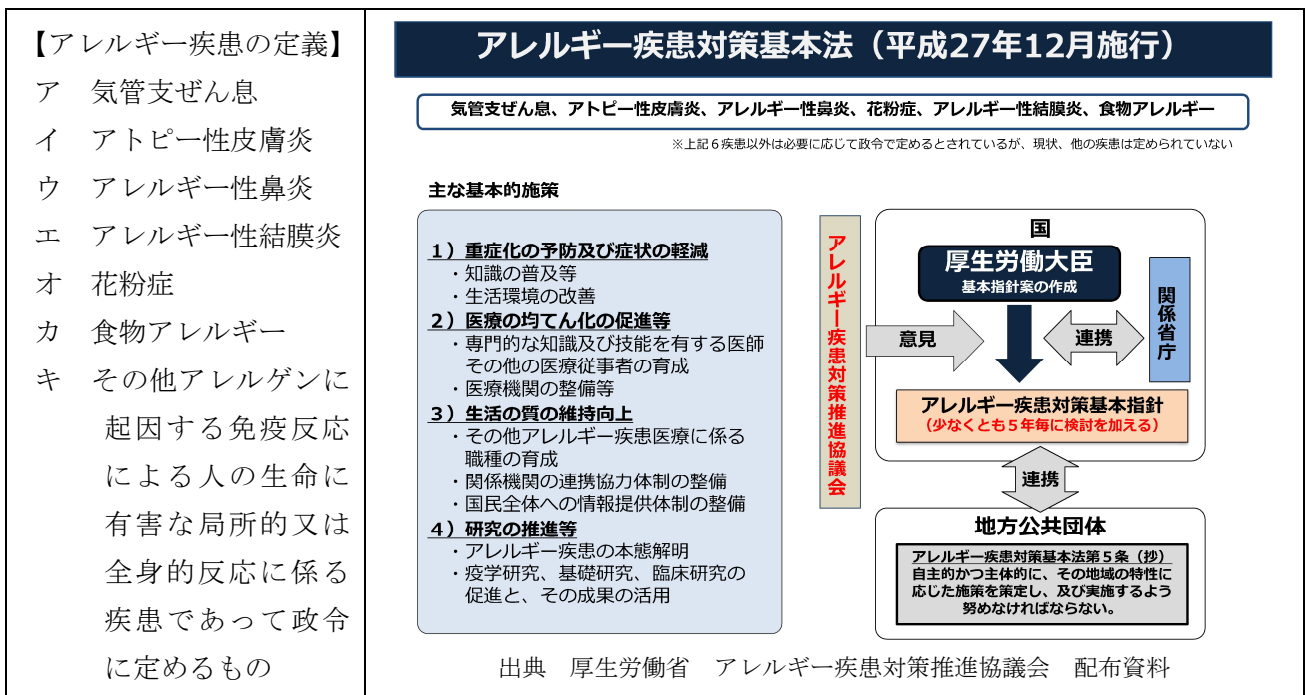 【アレルギー疾患の定義】
ア　気管支ぜん息
イ　アトピー性皮膚炎
ウ　アレルギー性鼻炎
エ　アレルギー性結膜炎
オ　花粉症
カ　食物アレルギー
キ　その他アレルゲンに
起因する免疫反応
による人の生命に
有害な局所的又は
全身的反応に係る
疾患であって政令
に定めるもの
アレルギー疾患対策基本法（平成27年12月施行）
気管支ぜん息、アトピー性皮膚炎、アレルギー性鼻炎、花粉症、アレルギー性結膜炎、食物アレルギー
※上記６疾患以外は必要に応じて政令で定めるとされているが、現状、他の疾患は定められていない
主な基本的施策
１）重症化の予防及び症状の軽減
・知識の普及等
・生活環境の改善
２）医療の均てん化の促進等
・専門的な知識及び技能を有する医師
その他の医療従事者の育成
・医療機関の整備等
３）生活の質の維持向上
・その他アレルギー疾患医療に係る
職種の育成
・関係機関の連携協力体制の整備
・国民全体への情報提供体制の整備
４）研究の推進等
・アレルギー疾患の本態解明
・疫学研究、基礎研究、臨床研究の
促進と、その成果の活用
アレルギー疾患対策推進協議会
意見
国
厚生労働大臣
基本指針案の作成
連携
関係省庁
アレルギー疾患対策基本指針
（少なくとも５年毎に検討を加える）
連携
地方公共団体
アレルギー疾患対策基本法第５条（抄）
自主的かつ主体的に、その地域の特性に
応じた施策を策定し、及び実施するよう
努めなければならない。
出典　厚生労働省　アレルギー疾患対策推進協議会　配布資料